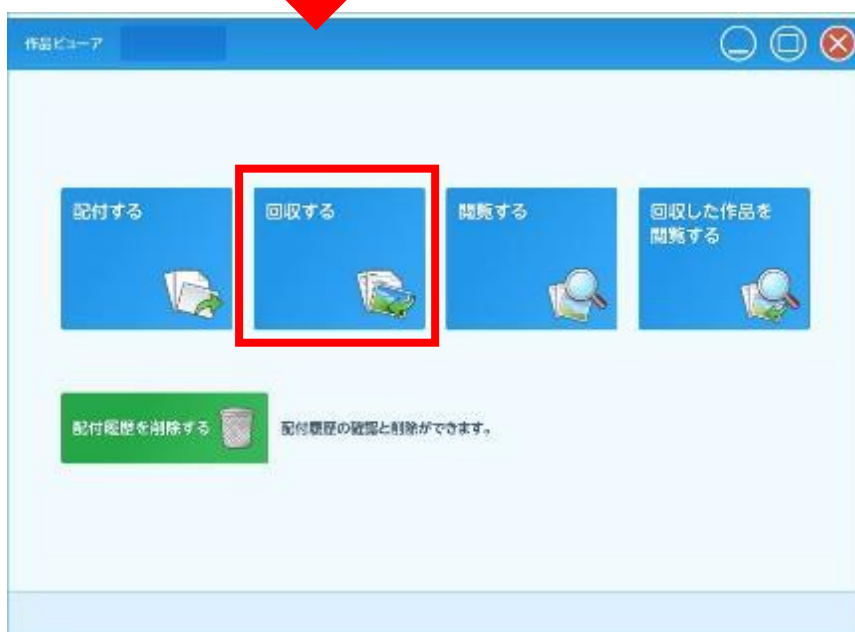 作品ビューア
配付する
回収する
閲覧する
回収した作品を
閲覧する
配付履歴を削除する
配付履歴の確認と削除ができます。